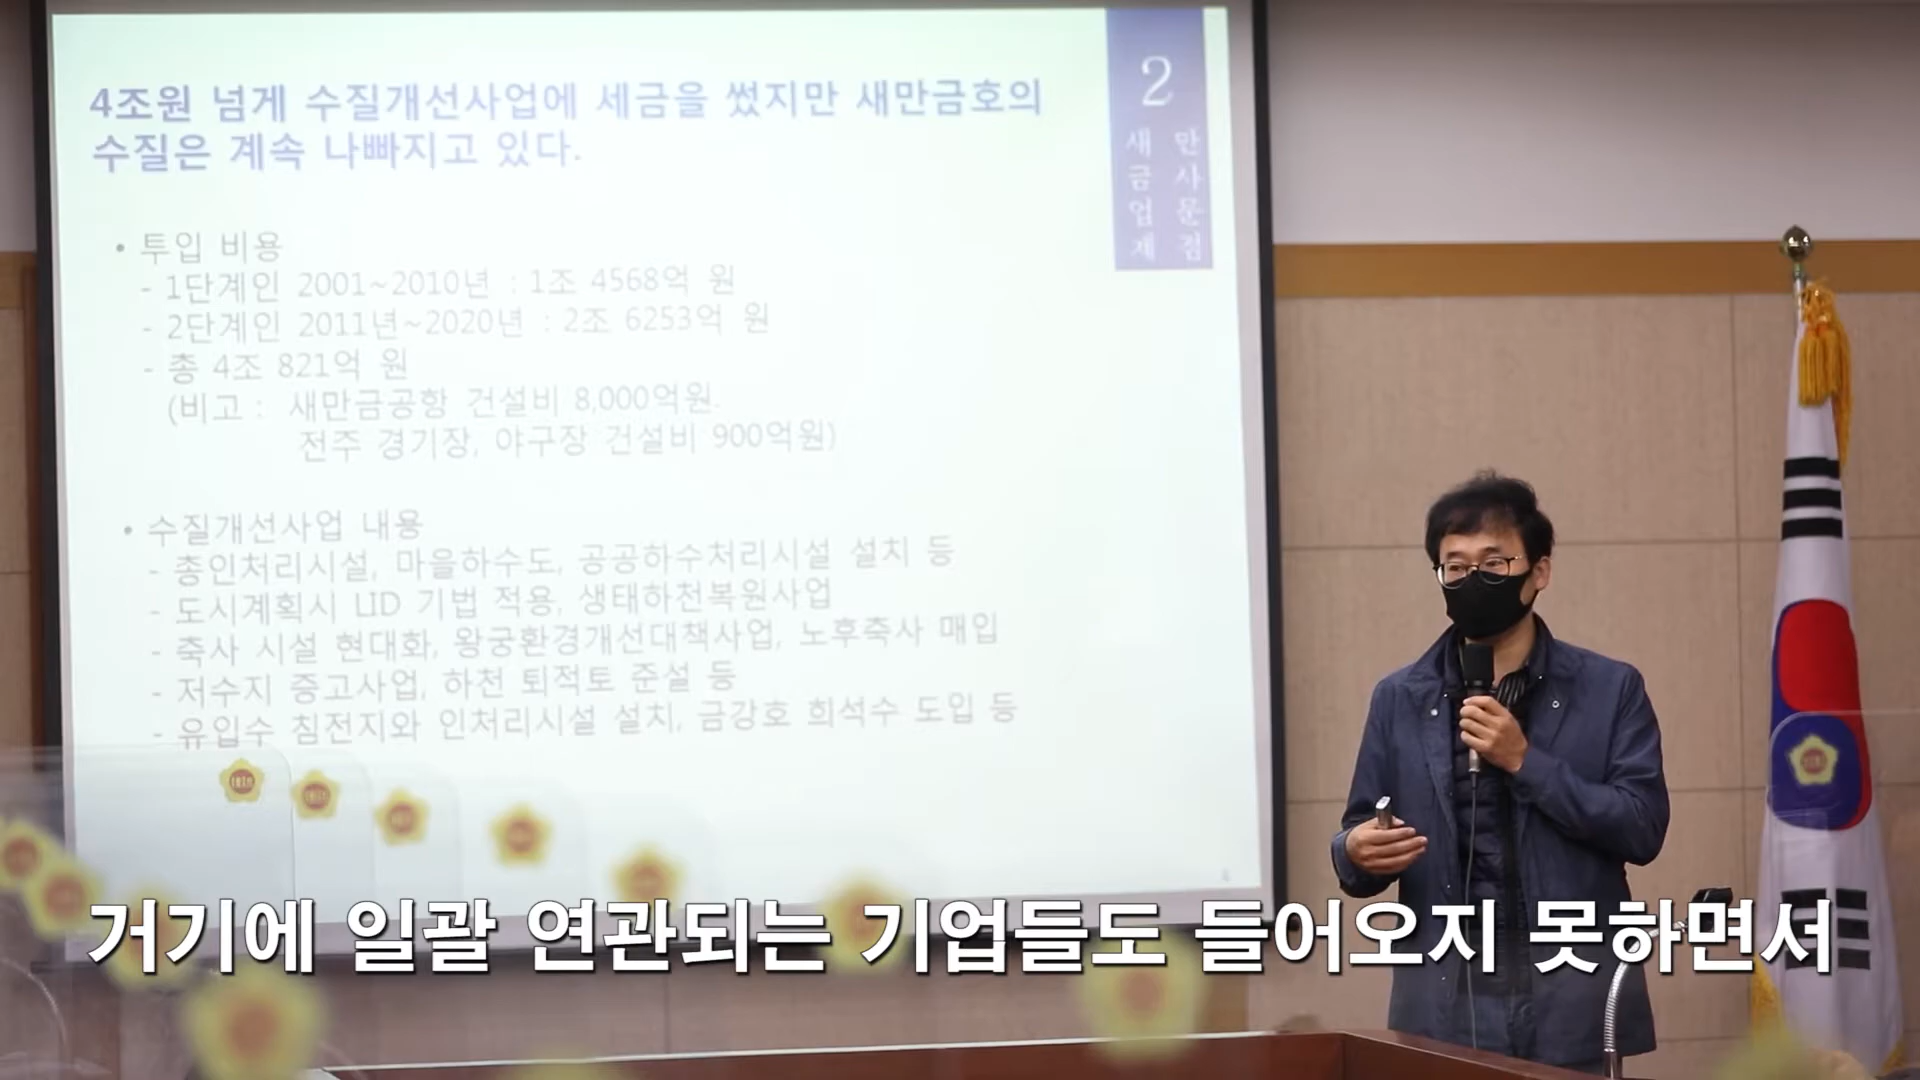 4조원 넘게 수질개선사업에 세금을 썼지만 새만금호의
수질은 계속 나빠지고 있다.
2
새 만
금 사
업 문
제 점
• 투입 비용
- 1단계인 2001~2010년 : 1조 4568억 원
- 2단계인 2011년~2020년 : 2조 6253억 원
- 총 4조 821억 원
(비고 : 새만금공항 건설비 8,000억원.
전주 경기장, 야구장 건설비 900억원)
• 수질개선사업 내용
- 총인처리시설, 마을하수도, 공공하수처리시설 설치 등
- 도시계획시 LID 기법 적용, 생태하천복원사업
- 축사 시설 현대화, 왕궁환경개선대책사업, 노후축사 매입
- 저수지 증고사업, 하천 퇴적토 준설 등
- 유입수 침전지와 인처리시설 설치, 금강호 희석수 도입 등
거기에 일괄 연관되는 기업들도 들어오지 못하면서